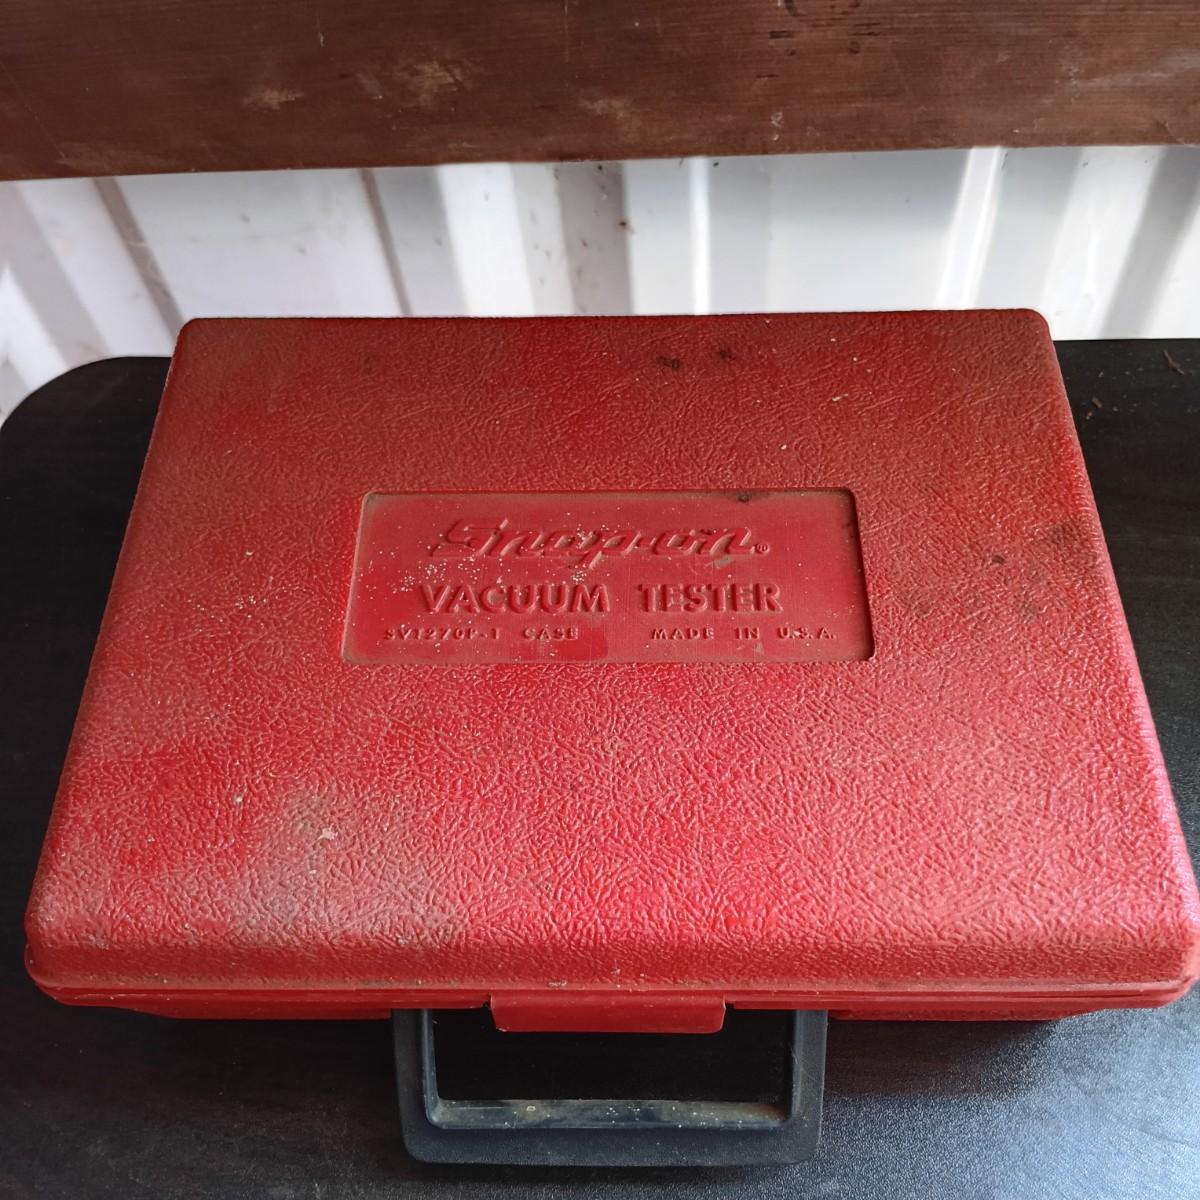 Snap-on®
VACUUM TESTER
SVT270P-1 CASE MADE IN U.S.A.